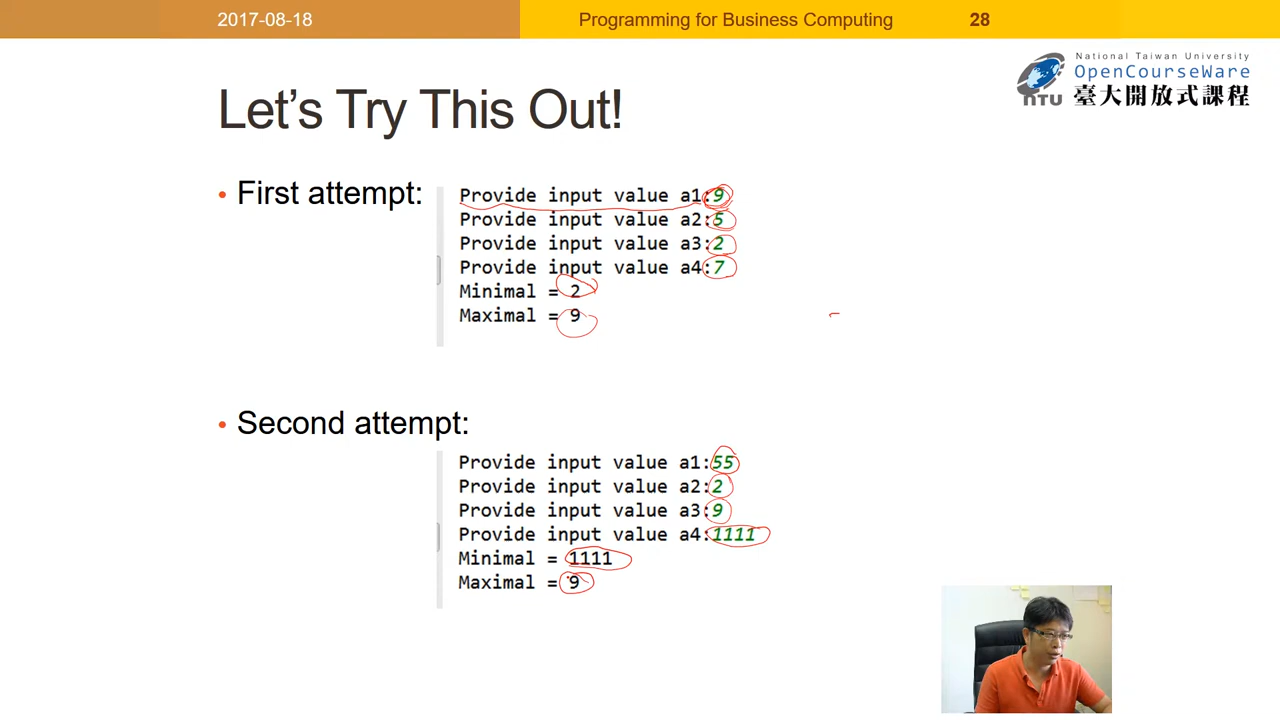 2017-08-18
Programming for Business Computing
28
National Taiwan University
OpenCourseWare
臺大開放式課程
NTU
Let's Try This Out!
• First attempt:
Provide input value a1:9
Provide input value a2:5
Provide input value a3:2
Provide input value a4:7
Minimal = 2
Maximal = 9
• Second attempt:
Provide input value a1:55
Provide input value a2:2
Provide input value a3:9
Provide input value a4:1111
Minimal = 1111
Maximal = 9